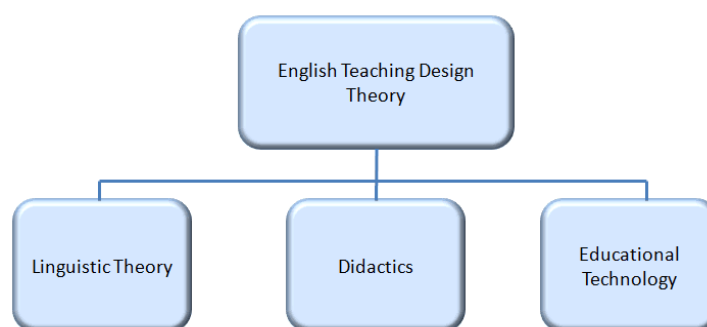 English Teaching Design
Theory
Linguistic Theory
Didactics
Educational
Technology